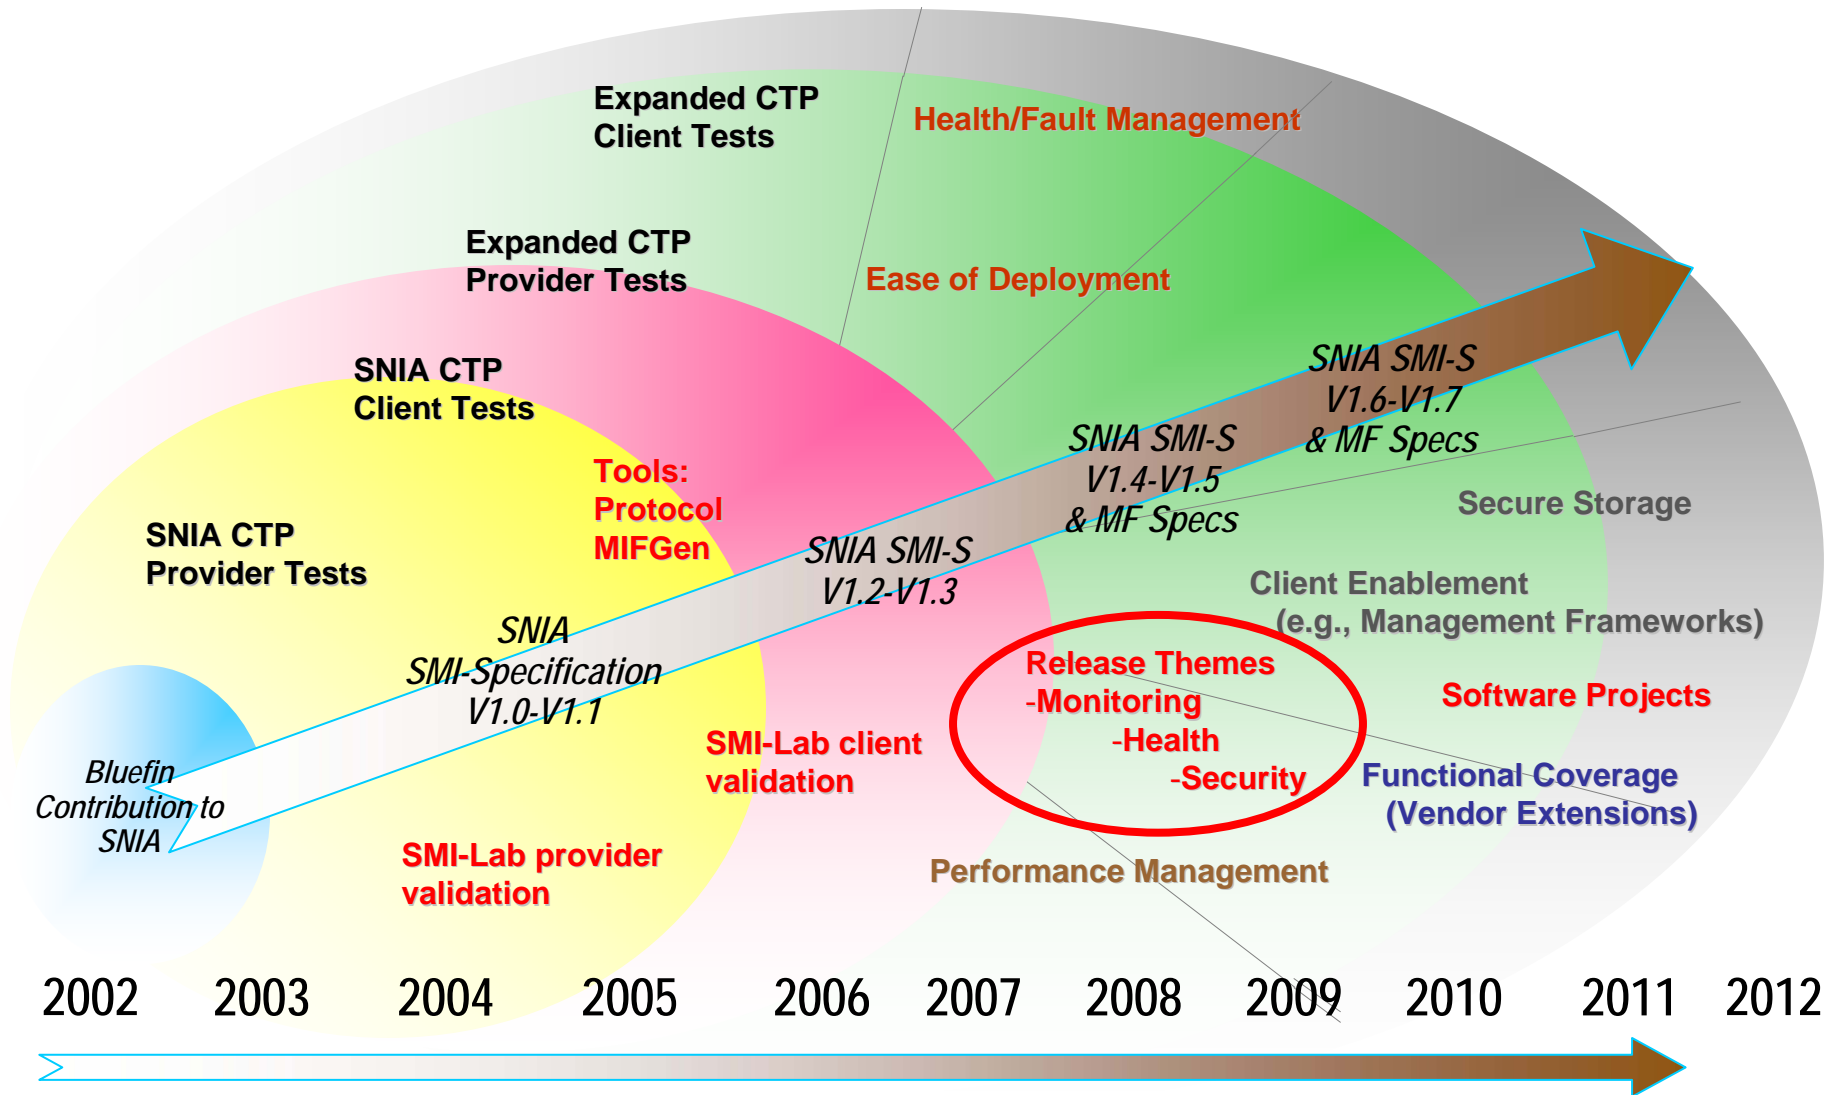 Expanded CTP
Client Tests
Health/Fault Management
Expanded CTP
Provider Tests
Ease of Deployment
SNIA CTP
Client Tests
SNIA SMI-S
V1.6-V1.7
& MF Specs
SNIA SMI-S
V1.4-V1.5
& MF Specs
Tools:
Protocol
MIFGen
Secure Storage
SNIA CTP
Provider Tests
SNIA SMI-S
V1.2-V1.3
Client Enablement
(e.g., Management Frameworks)
SNIA
SMI-Specification
V1.0-V1.1
Release Themes
-Monitoring
-Health
-Security
Software Projects
SMI-Lab client
validation
Functional Coverage
(Vendor Extensions)
Bluefin
Contribution to
SNIA
SMI-Lab provider
validation
Performance Management
2002 2003 2004 2005 2006 2007 2008 2009 2010 2011 2012